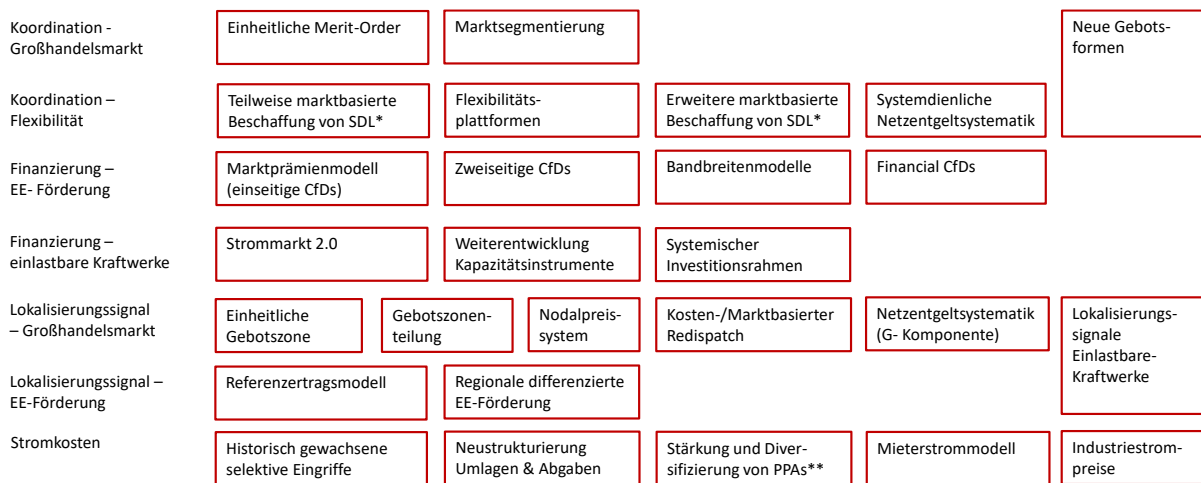 Koordination -
Großhandelsmarkt
Einheitliche Merit-Order
Marktsegmentierung
Neue Gebots-
formen
Koordination –
Flexibilität
Teilweise marktbasierte
Beschaffung von SDL*
Flexibilitäts-
plattformen
Erweitere marktbasierte
Beschaffung von SDL*
Systemdienliche
Netzentgeltsystematik
Finanzierung –
EE- Förderung
Marktprämienmodell
(einseitige CfDs)
Zweiseitige CfDs
Bandbreitenmodelle
Financial CfDs
Finanzierung –
einlastbare Kraftwerke
Strommarkt 2.0
Weiterentwicklung
Kapazitätsinstrumente
Systemischer
Investitionsrahmen
Lokalisierungssignal
– Großhandelsmarkt
Einheitliche
Gebotszone
Gebotszonen-
teilung
Nodalpreis-
system
Kosten-/Marktbasierter
Redispatch
Netzentgeltsystematik
(G- Komponente)
Lokalisierungs-
signale
Einlastbare-
Kraftwerke
Lokalisierungssignal –
EE-Förderung
Referenzertragsmodell
Regionale differenzierte
EE-Förderung
Stromkosten
Historisch gewachsene
selektive Eingriffe
Neustrukturierung
Umlagen & Abgaben
Stärkung und Diver-
sifizierung von PPAs**
Mieterstrommodell
Industriestrom-
preise